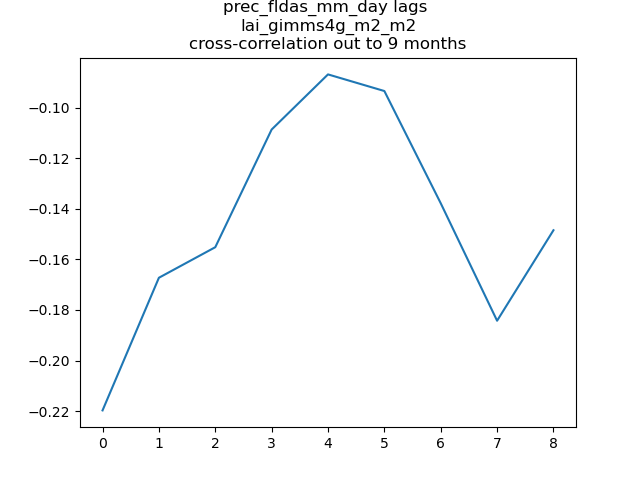 prec_fldas_mm_day lags
lai_gimms4g_m2_m2
cross-correlation out to 9 months
−0.10
−0.12
−0.14
−0.16
−0.18
−0.20
−0.22
0 1 2 3 4 5 6 7 8